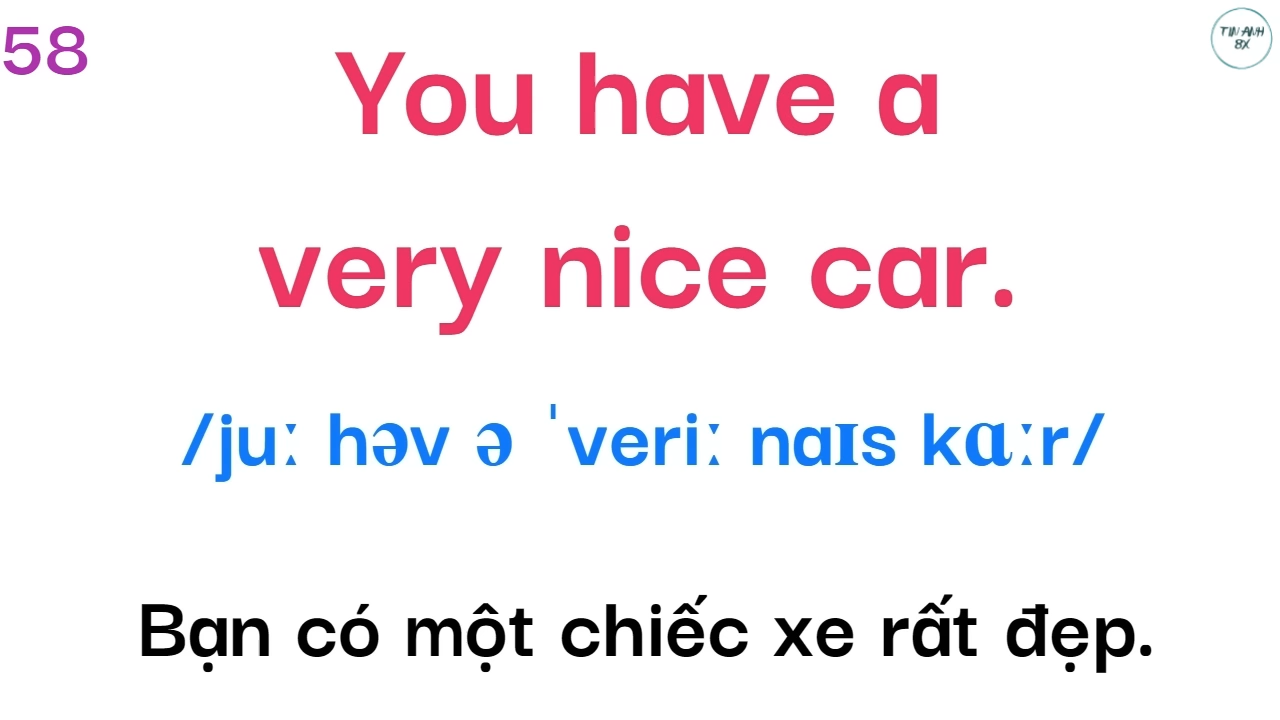 58
TIN ANH
8X
You have a
very nice car.
/juː həv ə ˈveriː naɪs kɑːr/
Bạn có một chiếc xe rất đẹp.